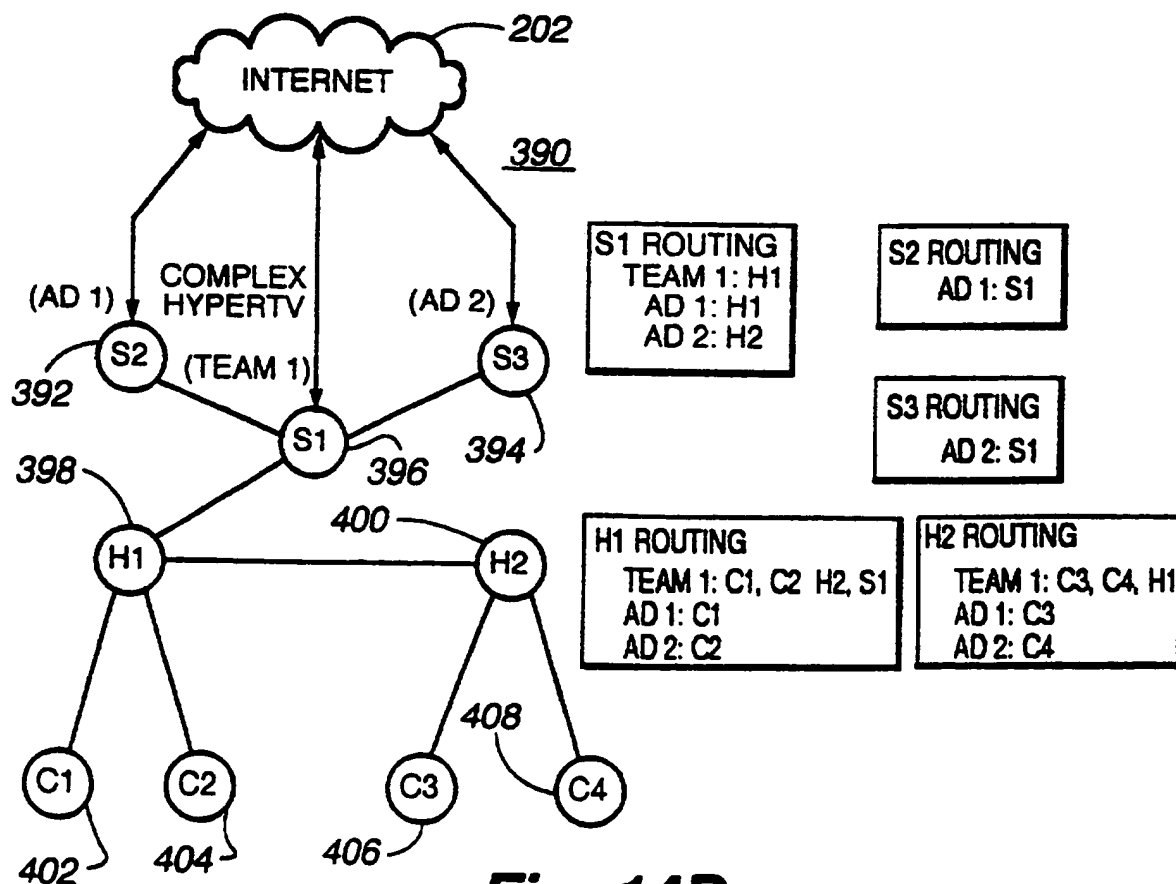 202
INTERNET
390
COMPLEX
HYPERTV
(AD 1)
(AD 2)
(TEAM 1)
S2
S3
392
S1
396
394
398
400
H1
H2
408
C1
C2
C3
C4
402
404
406
S1 ROUTING
TEAM 1: H1
AD 1: H1
AD 2: H2
S2 ROUTING
AD 1: S1
S3 ROUTING
AD 2: S1
H1 ROUTING
TEAM 1: C1, C2 H2, S1
AD 1: C1
AD 2: C2
H2 ROUTING
TEAM 1: C3, C4, H1
AD 1: C3
AD 2: C4